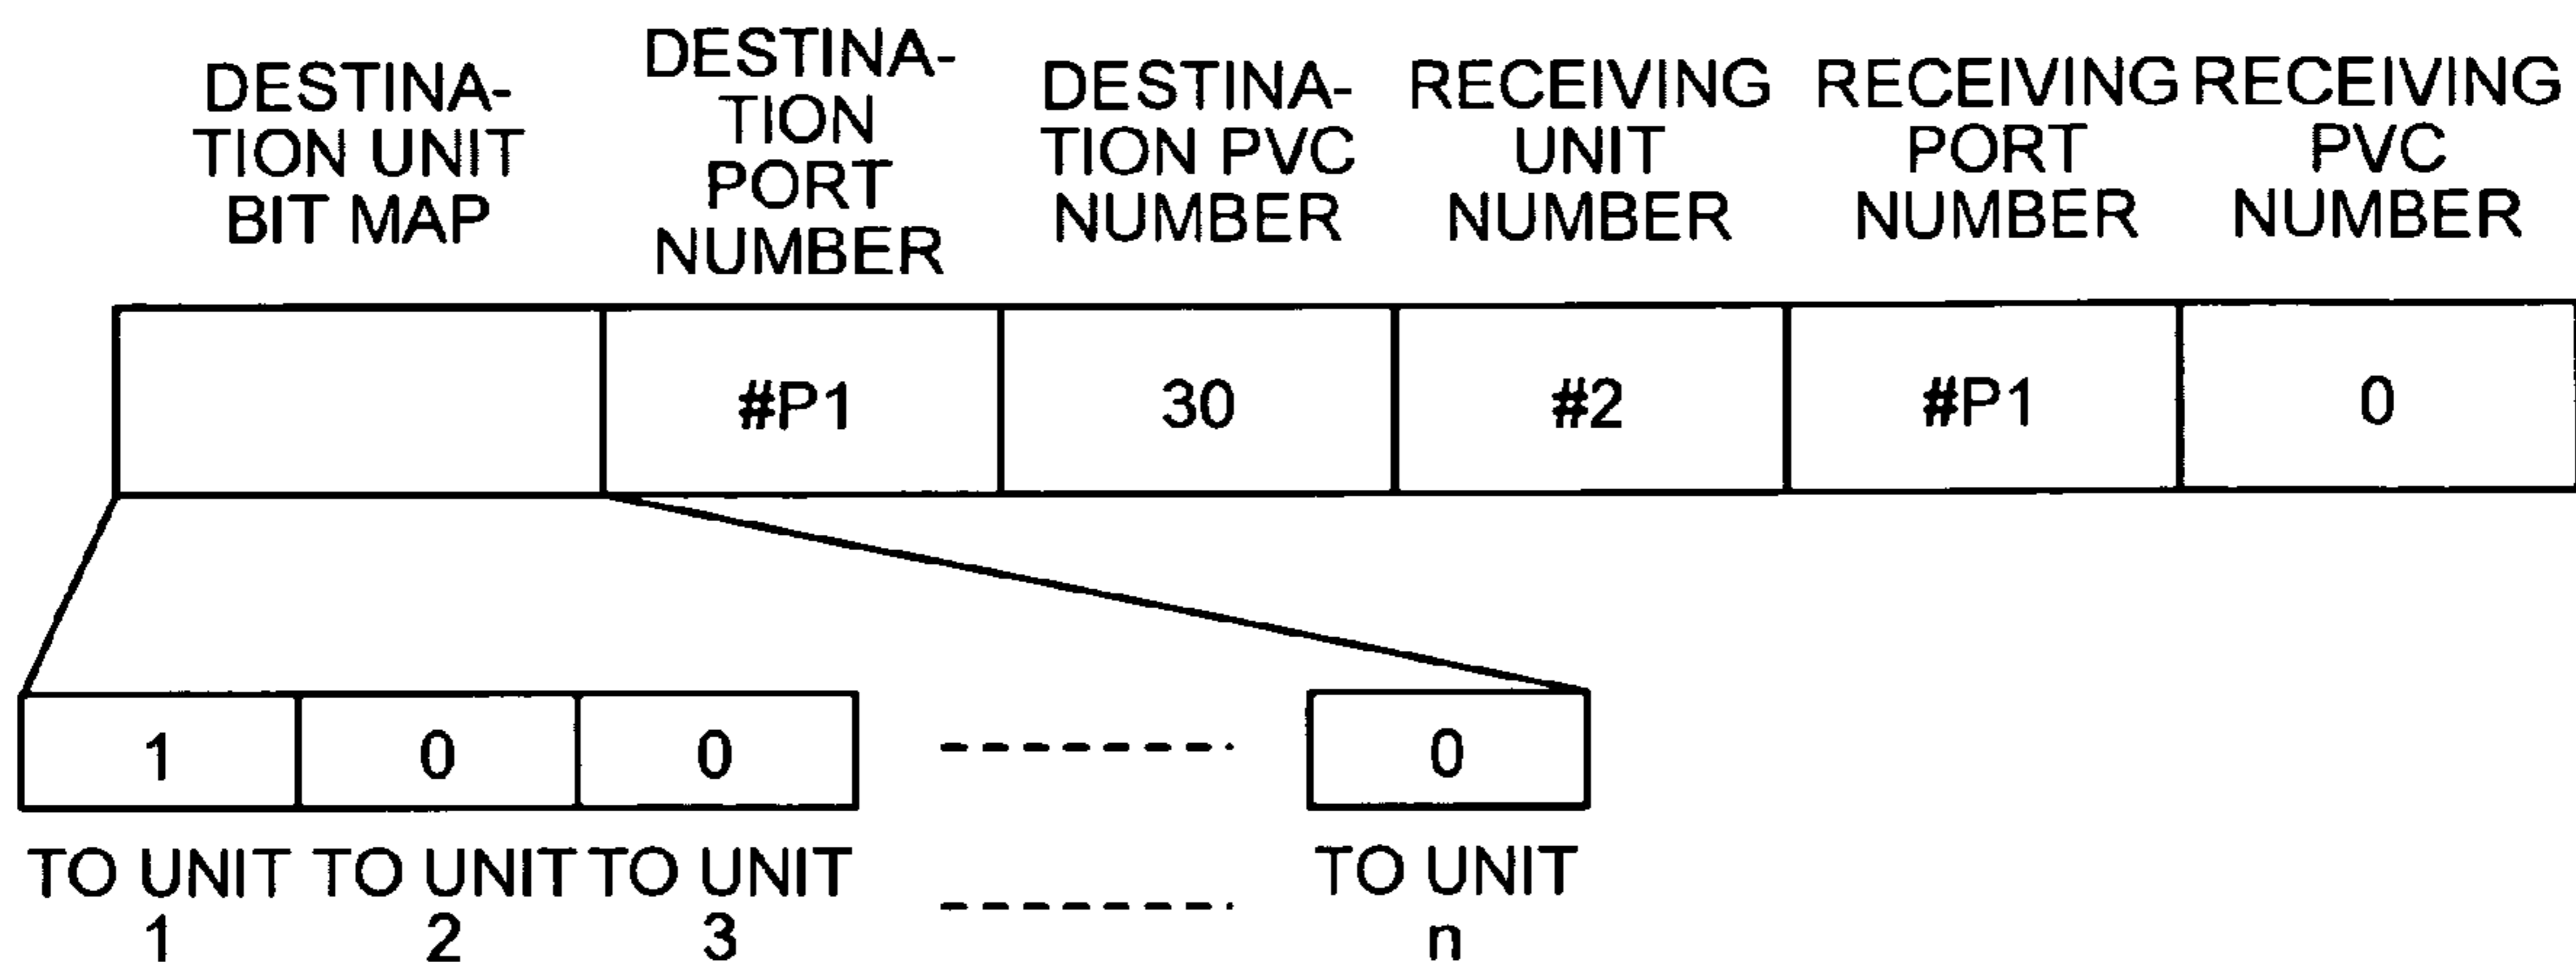 DESTINA-
TION UNIT
BIT MAP
DESTINA-
TION
PORT
NUMBER
DESTINA-
TION PVC
NUMBER
RECEIVING
UNIT
NUMBER
RECEIVING
PORT
NUMBER
RECEIVING
PVC
NUMBER
#P1
30
#2
#P1
0
1
0
0
0
TO UNIT
1
TO UNIT
2
TO UNIT
3
TO UNIT
n